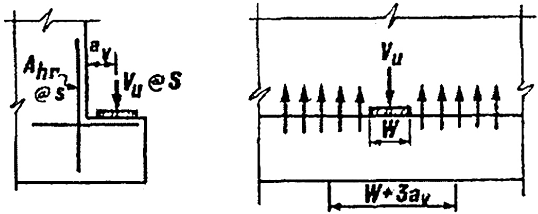 a_v
A_hr
@ s
V_u @ S
V_u
W
W + 3a_v